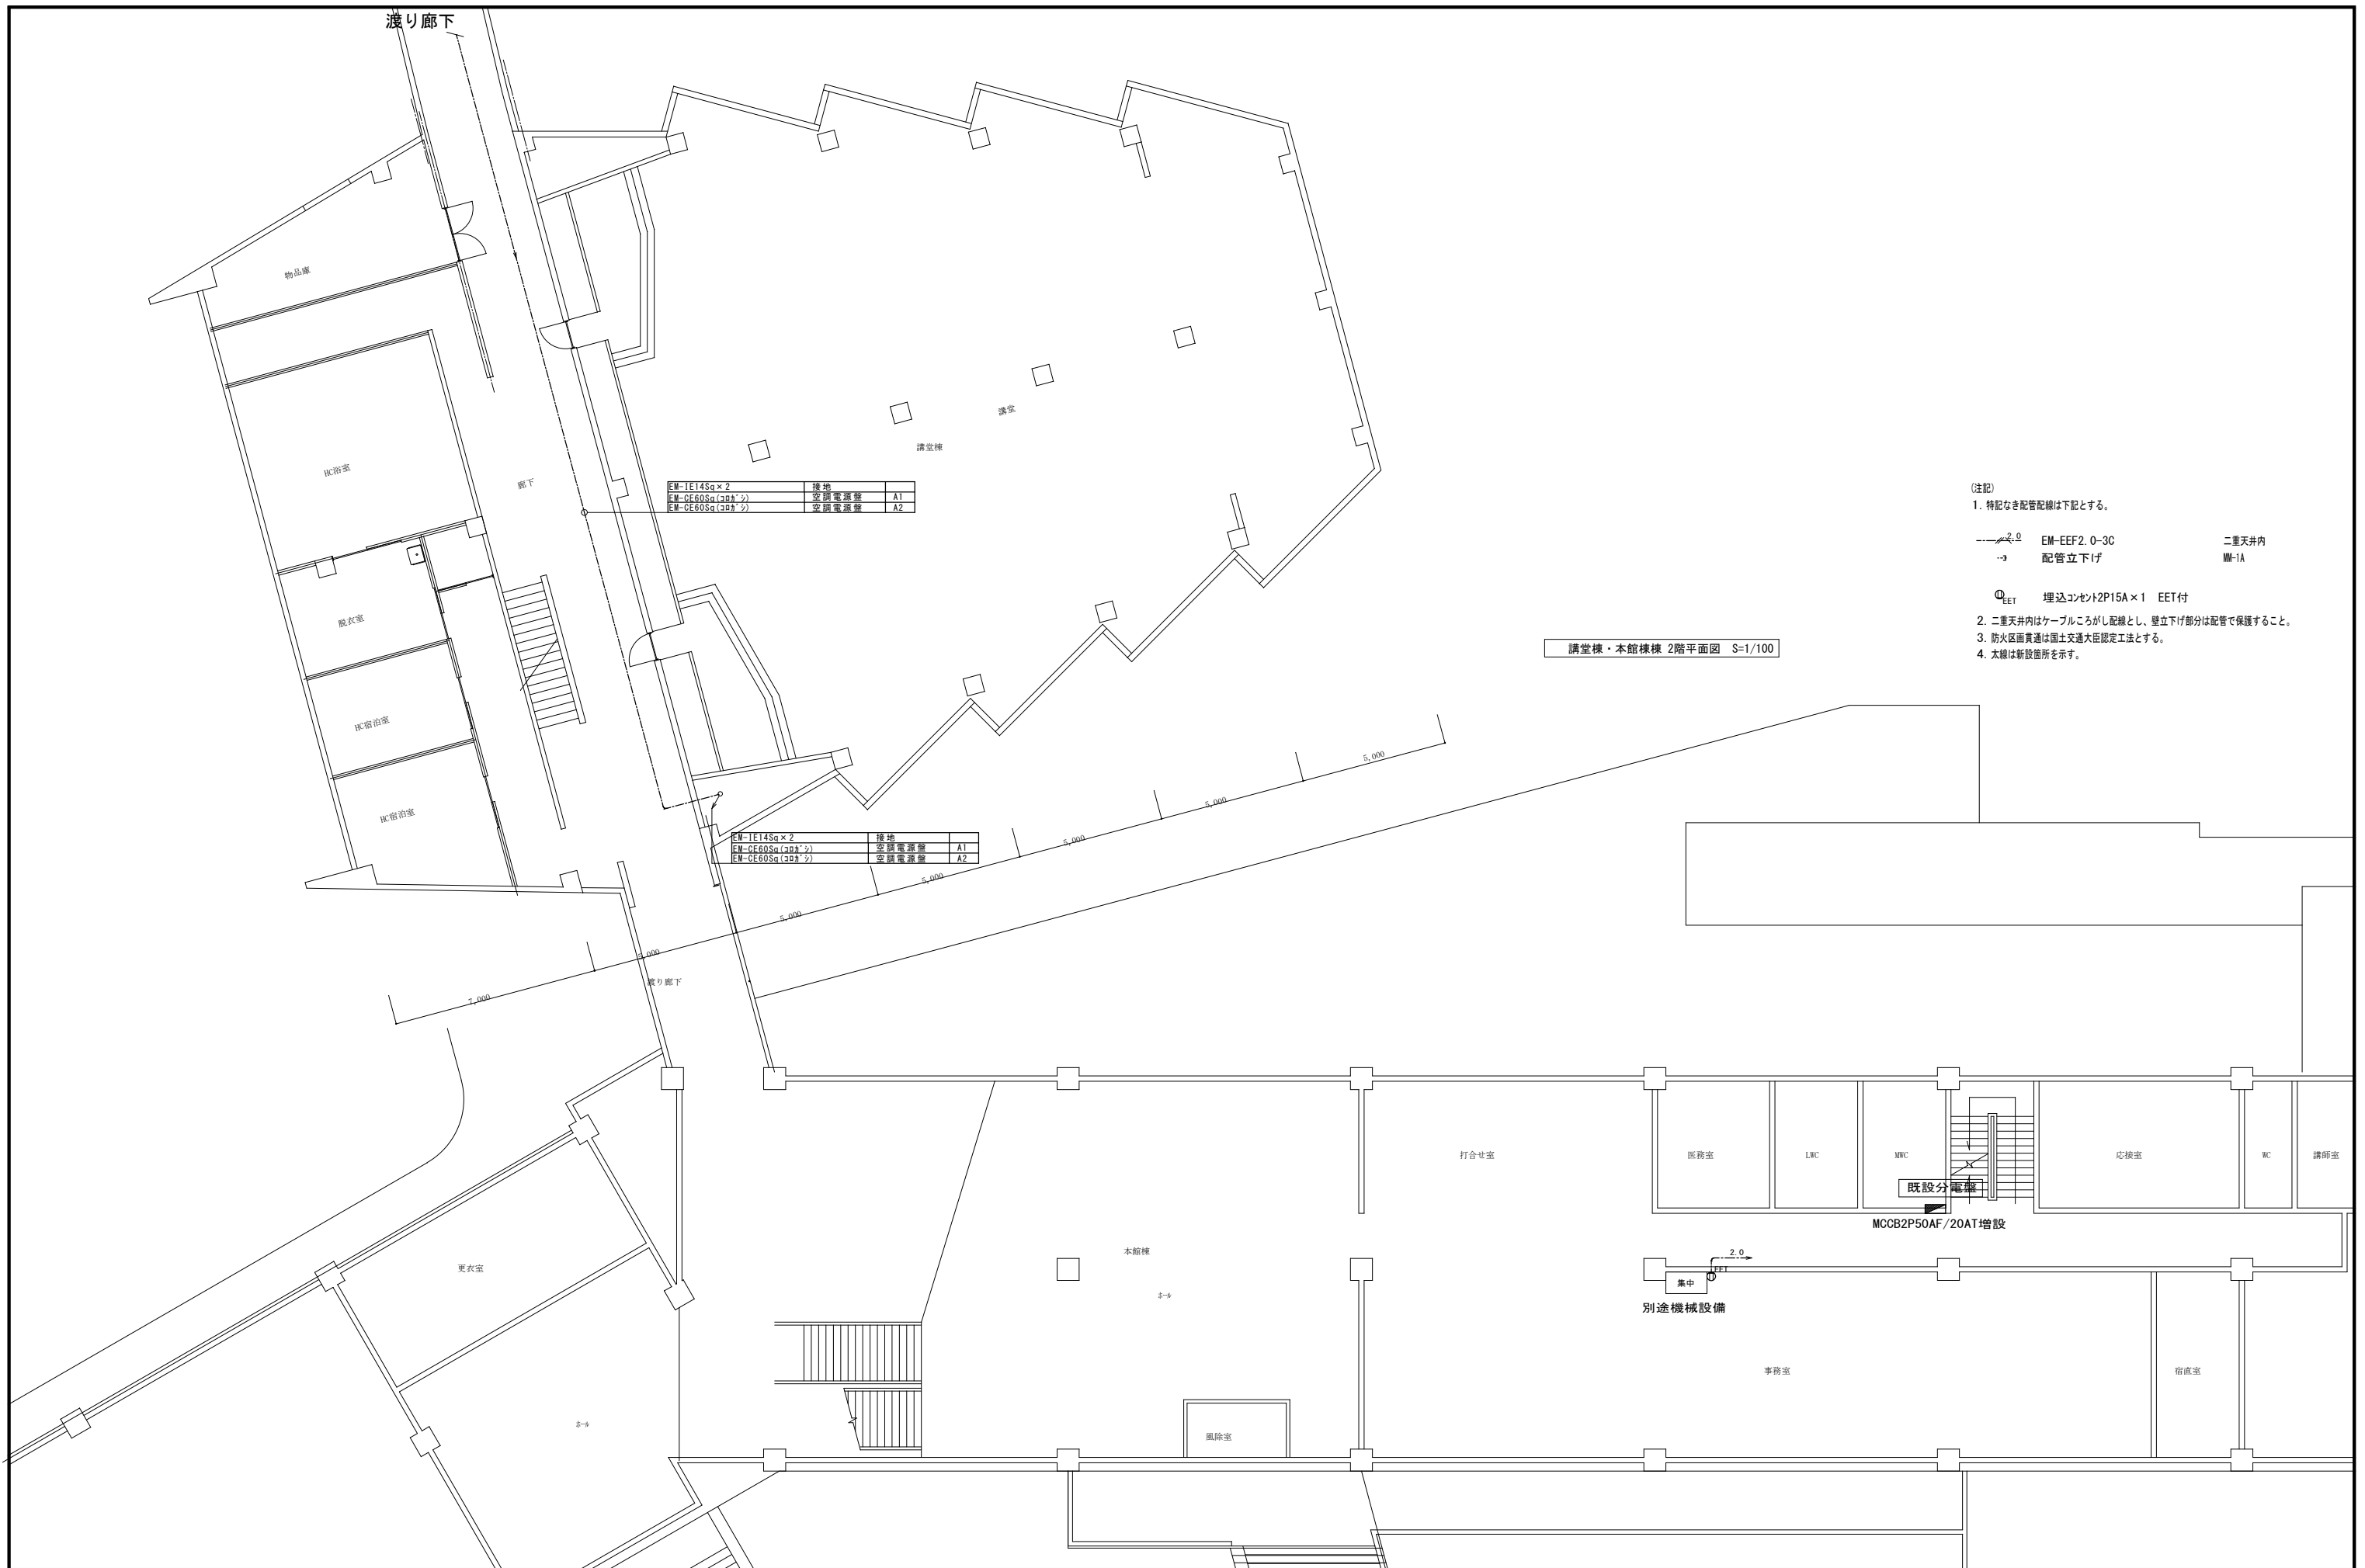 渡り廊下
物品庫
HC浴室
廊下
講堂
講堂棟
EM-IE14Sq×2 接地
EM-CE60Sq(ｺﾛｶﾞｼ) 空調電源盤 A1
EM-CE60Sq(ｺﾛｶﾞｼ) 空調電源盤 A2
脱衣室
HC宿泊室
HC宿泊室
EM-IE14Sq×2 接地
EM-CE60Sq(ｺﾛｶﾞｼ) 空調電源盤 A1
EM-CE60Sq(ｺﾛｶﾞｼ) 空調電源盤 A2
(注記)
1. 特記なき配管配線は下記とする。
2.0 EM-EEF2.0-3C 二重天井内
配管立下げ MM-1A
EET 埋込ｺﾝｾﾝﾄ2P15A×1 EET付
2. 二重天井内はケーブルころがし配線とし、壁立下げ部分は配管で保護すること。
3. 防火区画貫通は国土交通大臣認定工法とする。
4. 太線は新設箇所を示す。
講堂棟・本館棟棟 2階平面図 S=1/100
7,000
5,000
5,000
5,000
5,000
5,000
5,000
渡り廊下
打合せ室
医務室
LWC
MWC
応接室
WC
講師室
既設分電盤
MCCB2P50AF/20AT増設
本館棟
ﾎｰﾙ
2.0
EET
集中
別途機械設備
更衣室
ﾎｰﾙ
風除室
事務室
宿直室